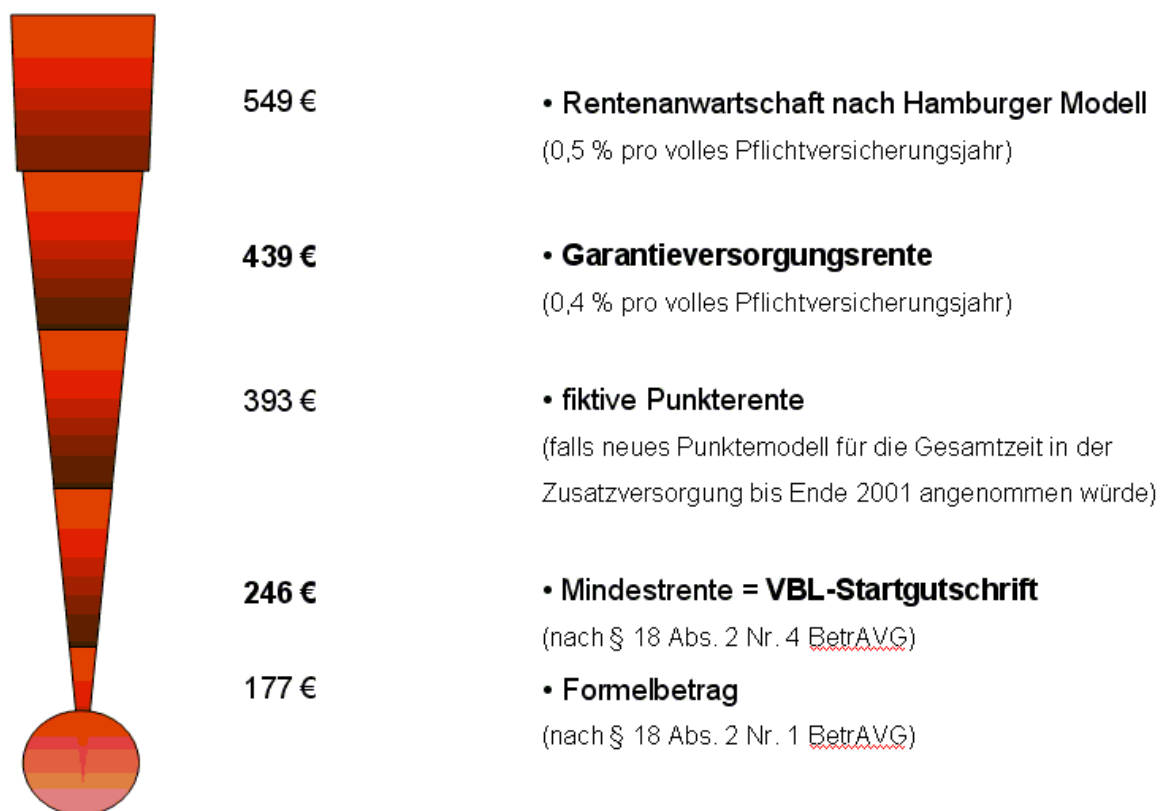 549 € • Rentenanwartschaft nach Hamburger Modell
(0,5 % pro volles Pflichtversicherungsjahr)
439 € • Garantieversorgungsrente
(0,4 % pro volles Pflichtversicherungsjahr)
393 € • fiktive Punkterente
(falls neues Punktemodell für die Gesamtzeit in der
Zusatzversorgung bis Ende 2001 angenommen würde)
246 € • Mindestrente = VBL-Startgutschrift
(nach § 18 Abs. 2 Nr. 4 BetrAVG)
177 € • Formelbetrag
(nach § 18 Abs. 2 Nr. 1 BetrAVG)